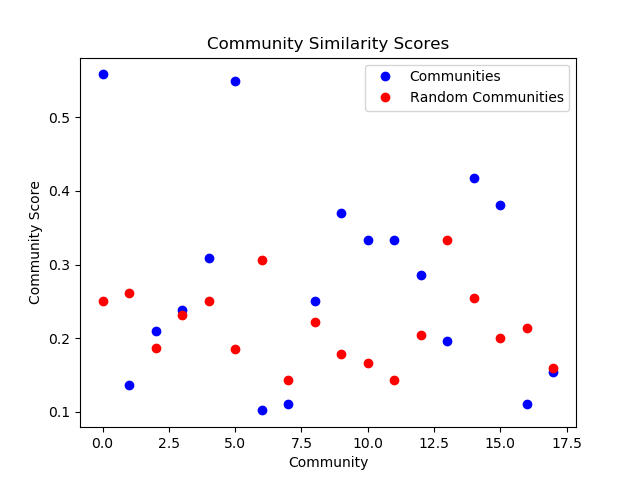 Community Similarity Scores
Communities
Random Communities
0.5
0.4
0.3
0.2
0.1
Community Score
0.0
2.5
5.0
7.5
10.0
12.5
15.0
17.5
Community